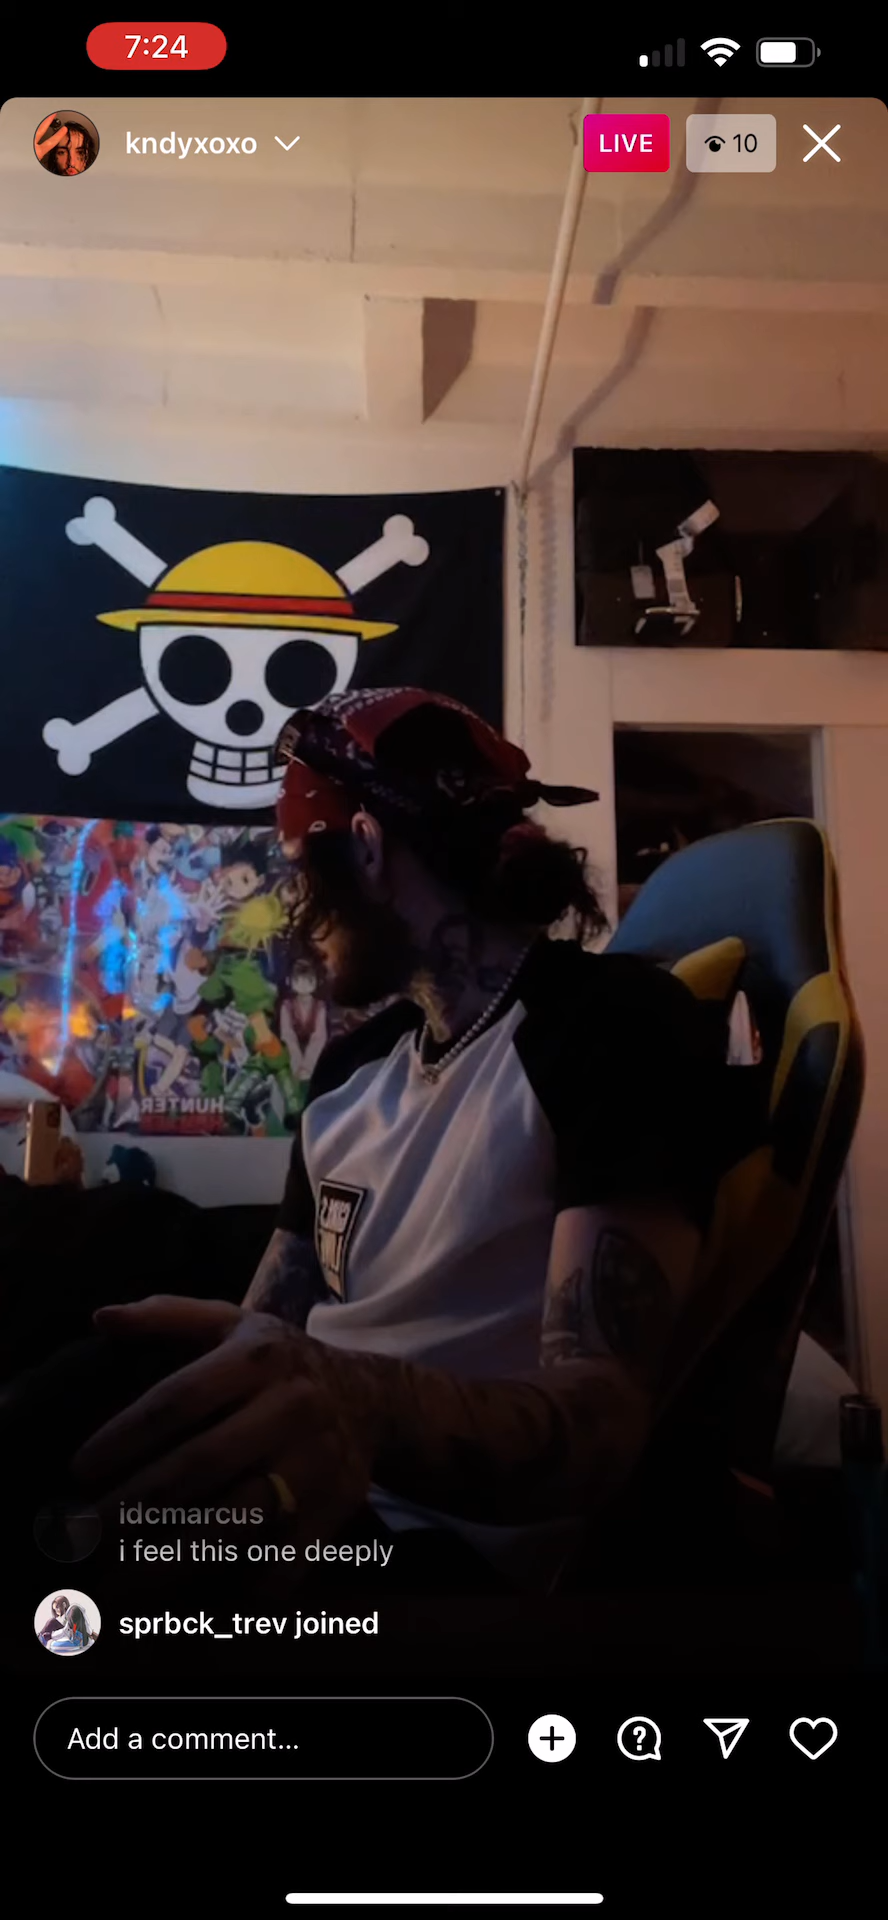 7:24
kndyxoxo
LIVE
10
HUNTER
idcmarcus
i feel this one deeply
sprbck_trev joined
Add a comment...